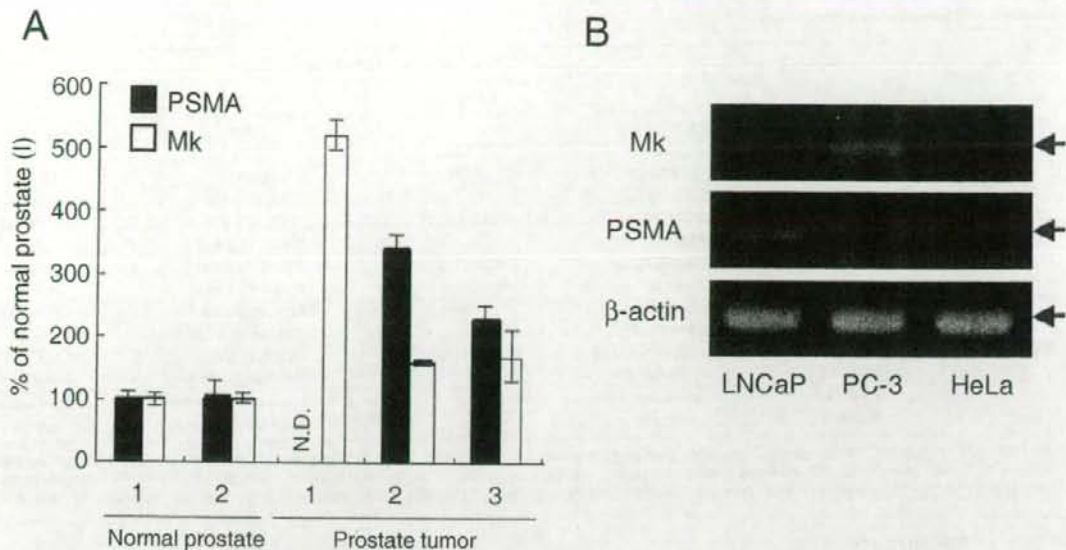 A
% of normal prostate (I)
600
500
400
300
200
100
0
PSMA
Mk
N.D.
1
2
1
2
3
Normal prostate
Prostate tumor
B
Mk
PSMA
β-actin
LNCaP
PC-3
HeLa